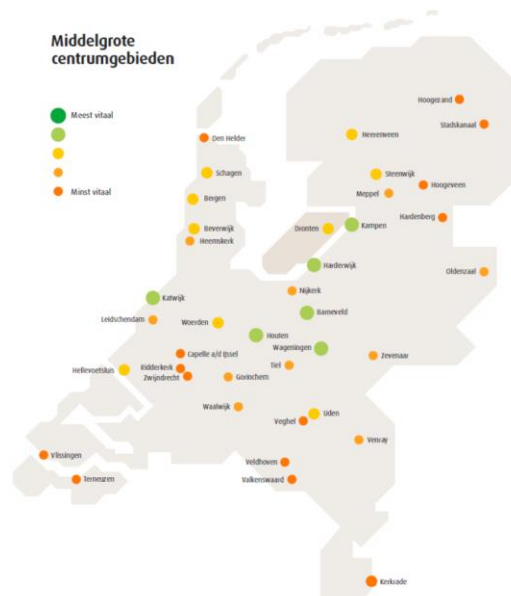 Middelgrote
centrumgebieden
Meest vitaal
Minst vitaal
Hoogezand
Stadskanaal
Den Helder
Heerenveen
Schagen
Steenwijk
Hoogeveen
Meppel
Bergen
Hardenberg
Beverwijk
Dronten
Kampen
Heemskerk
Harderwijk
Oldenzaal
Nijkerk
Katwijk
Barneveld
Leidschendam
Woerden
Houten
Wageningen
Capelle a/d IJssel
Zevenaar
Hellevoetsluis
Ridderkerk
Tiel
Zwijndrecht
Gorinchem
Waalwijk
Uden
Veghel
Venray
Vlissingen
Veldhoven
Terneuzen
Valkenswaard
Kerkrade